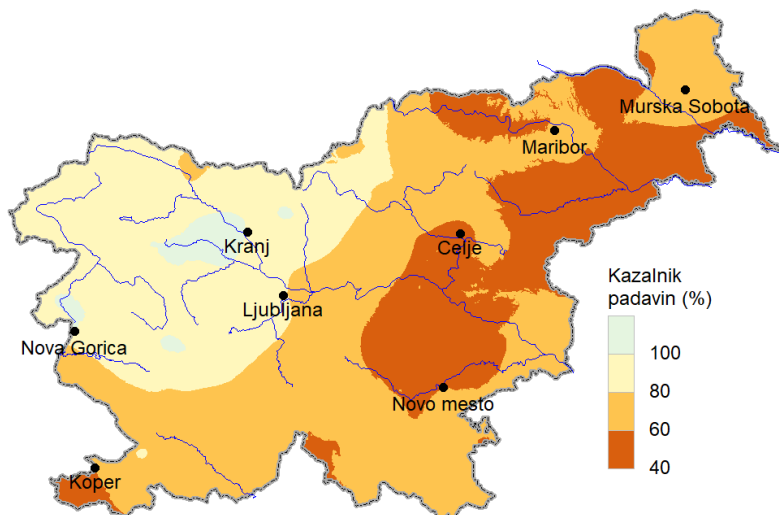 Murska Sobota
Maribor
Kranj
Celje
Ljubljana
Nova Gorica
Novo mesto
Koper
Kazalnik
padavin (%)
100
80
60
40